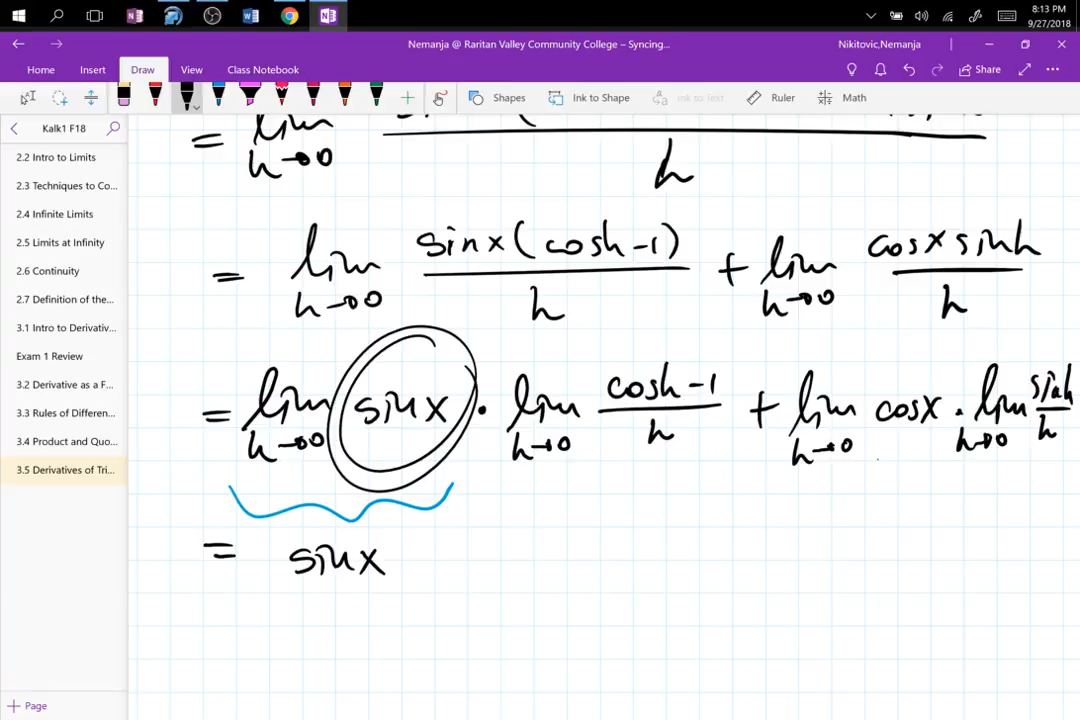 8:13 PM
9/27/2018
Nemanja @ Raritan Valley Community College – Syncing...
Nikitovic,Nemanja
Home Insert Draw View Class Notebook
Share
Shapes Ink to Shape Ink to Text Ruler Math
Kalk1 F18
2.2 Intro to Limits
2.3 Techniques to Co...
2.4 Infinite Limits
2.5 Limits at Infinity
2.6 Continuity
2.7 Definition of the...
3.1 Intro to Derivativ...
Exam 1 Review
3.2 Derivative as a F...
3.3 Rules of Differen...
3.4 Product and Quo...
3.5 Derivatives of Tri...
Page
= lim
h→0
h
= lim h→0 sinx(cosh-1)/h + lim h→0 cosx sinh/h
= lim h→0 sinx · lim h→0 cosh-1/h + lim h→0 cosx · lim h→0 sinh/h
= sinx